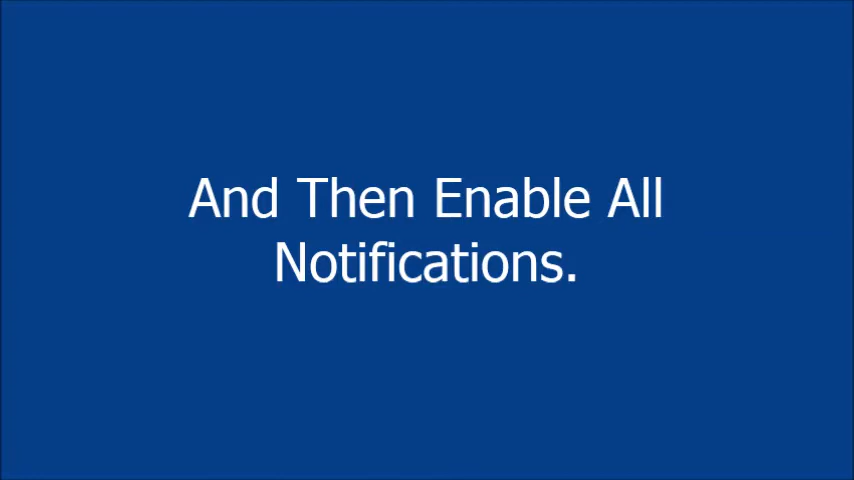 And Then Enable All
Notifications.